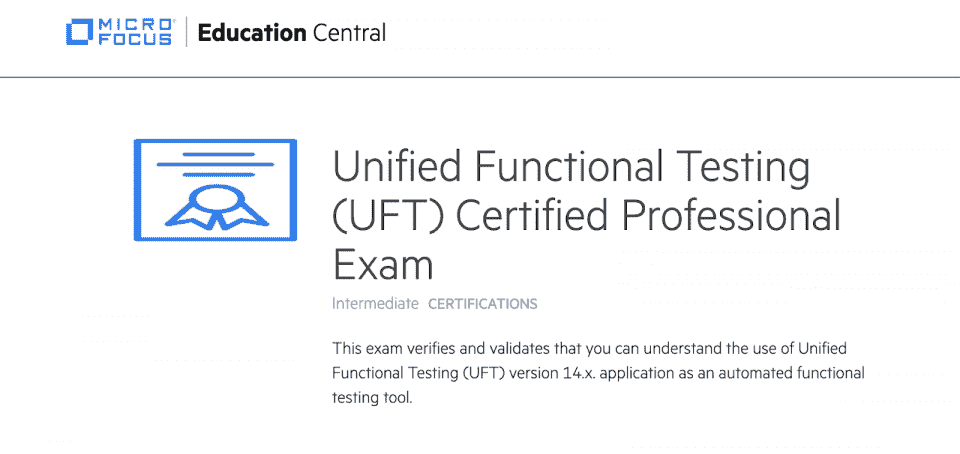 MICRO FOCUS | Education Central
Unified Functional Testing
(UFT) Certified Professional
Exam
Intermediate CERTIFICATIONS
This exam verifies and validates that you can understand the use of Unified
Functional Testing (UFT) version 14.x. application as an automated functional
testing tool.